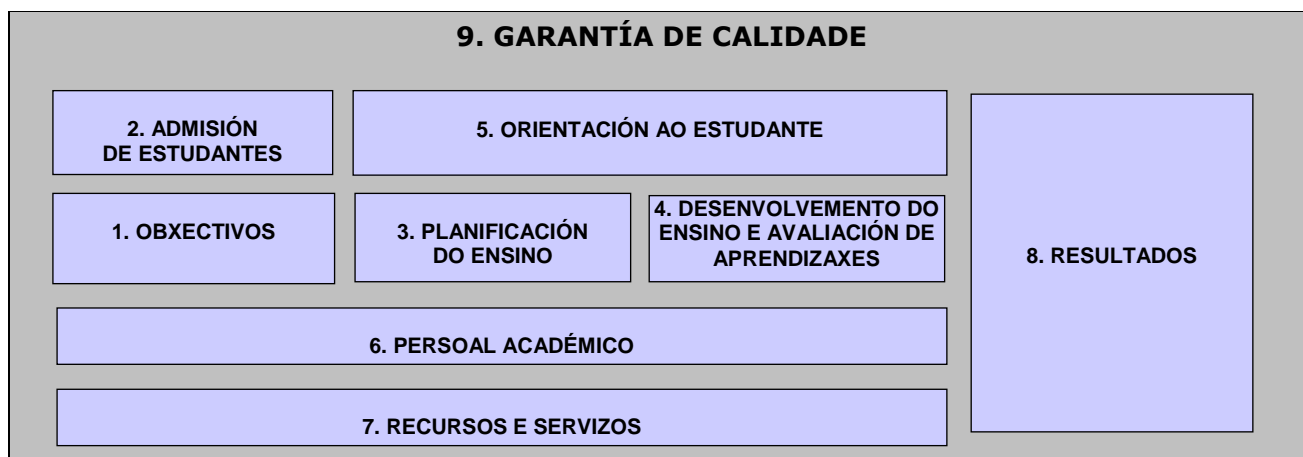 9. GARANTÍA DE CALIDADE
2. ADMISIÓN
DE ESTUDANTES
5. ORIENTACIÓN AO ESTUDANTE
1. OBXECTIVOS
3. PLANIFICACIÓN
DO ENSINO
4. DESENVOLVEMENTO DO
ENSINO E AVALIACIÓN DE
APRENDIZAXES
8. RESULTADOS
6. PERSOAL ACADÉMICO
7. RECURSOS E SERVIZOS